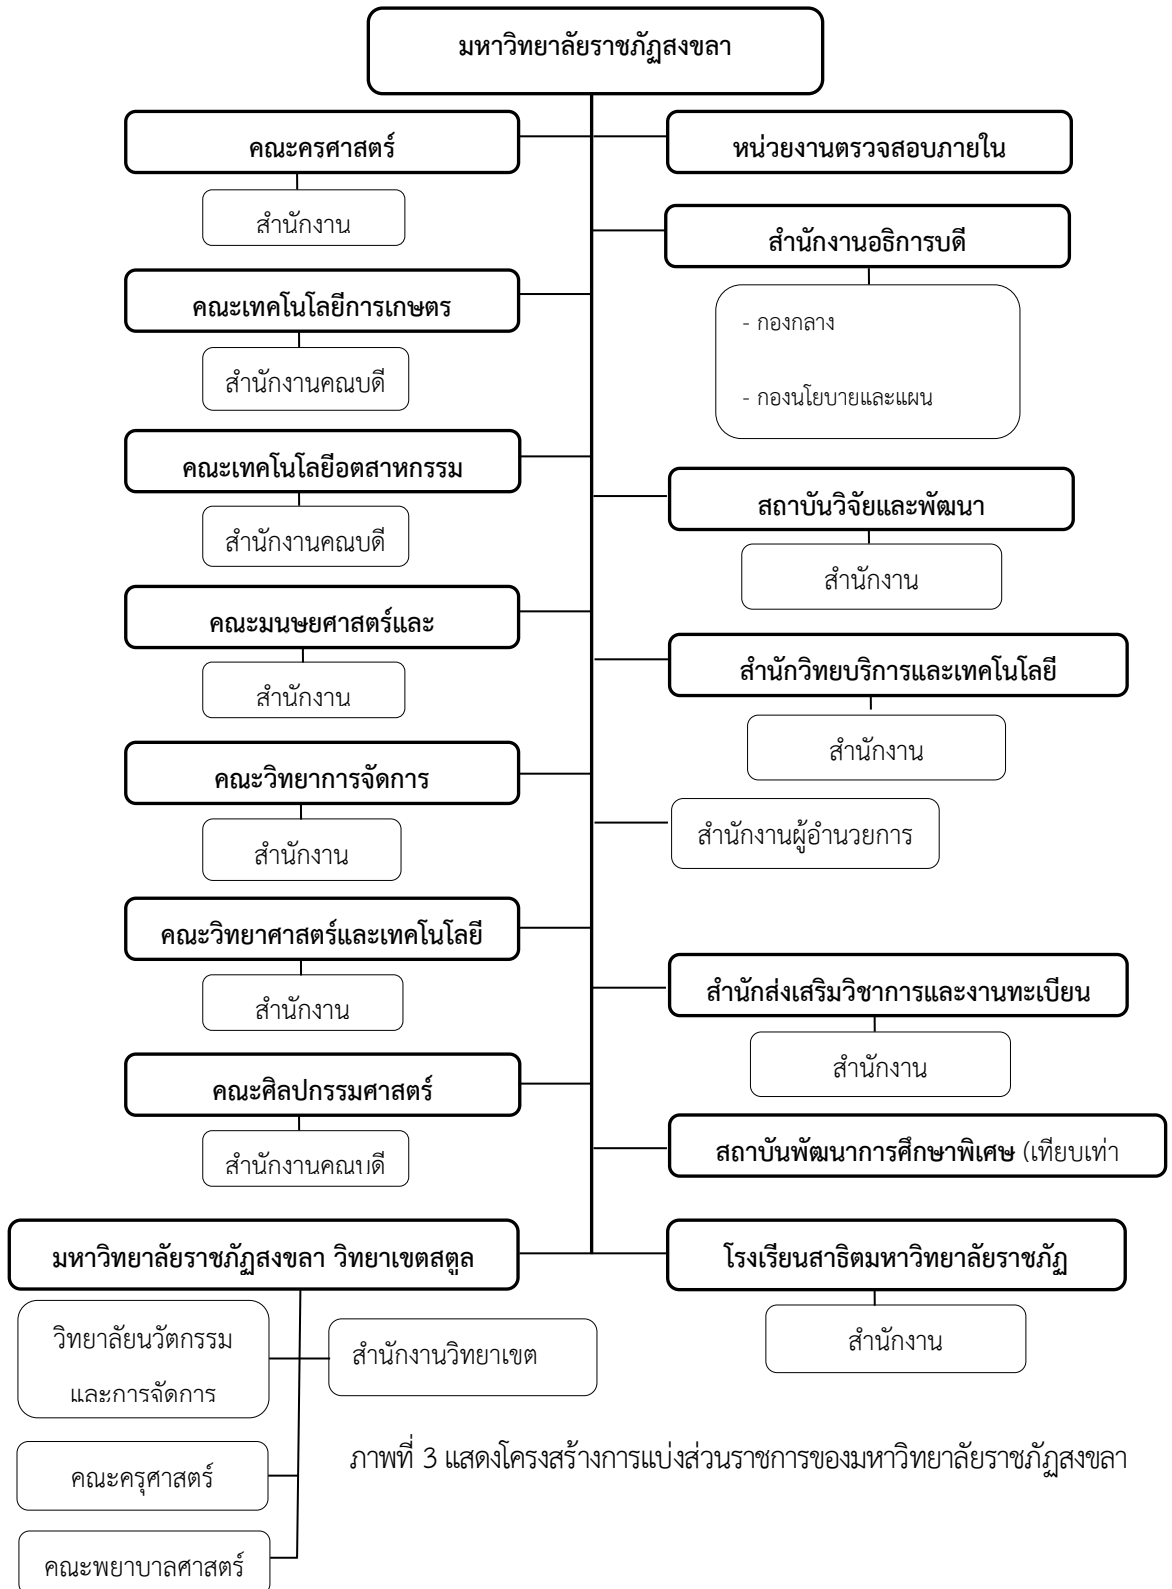 มหาวิทยาลัยราชภัฏสงขลา
คณะครศาสตร์
สำนักงาน
คณะเทคโนโลยีการเกษตร
สำนักงานคณบดี
คณะเทคโนโลยีอตสาหกรรม
สำนักงานคณบดี
คณะมนษยศาสตร์และ
สำนักงาน
คณะวิทยาการจัดการ
สำนักงาน
คณะวิทยาศาสตร์และเทคโนโลยี
สำนักงาน
คณะศิลปกรรมศาสตร์
สำนักงานคณบดี
มหาวิทยาลัยราชภัฏสงขลา วิทยาเขตสตูล
วิทยาลัยนวัตกรรม
และการจัดการ
สำนักงานวิทยาเขต
คณะครุศาสตร์
คณะพยาบาลศาสตร์
หน่วยงานตรวจสอบภายใน
สำนักงานอธิการบดี
- กองกลาง
- กองนโยบายและแผน
สถาบันวิจัยและพัฒนา
สำนักงาน
สำนักวิทยบริการและเทคโนโลยี
สำนักงาน
สำนักงานผู้อำนวยการ
สำนักส่งเสริมวิชาการและงานทะเบียน
สำนักงาน
สถาบันพัฒนาการศึกษาพิเศษ (เทียบเท่า
โรงเรียนสาธิตมหาวิทยาลัยราชภัฏ
สำนักงาน
ภาพที่ 3 แสดงโครงสร้างการแบ่งส่วนราชการของมหาวิทยาลัยราชภัฏสงขลา